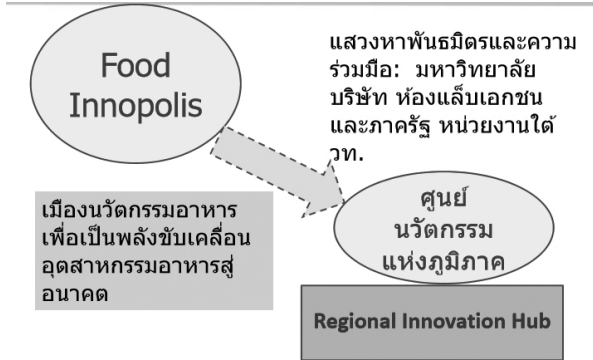 Food
Innopolis
แสวงหาพันธมิตรและความ
ร่วมมือ: มหาวิทยาลัย
บริษัท ห้องแล็บเอกชน
และภาครัฐ หน่วยงานใต้
วท.
เมืองนวัตกรรมอาหาร
เพื่อเป็นพลังขับเคลื่อน
อุตสาหกรรมอาหารสู่
อนาคต
ศูนย์
นวัตกรรม
แห่งภูมิภาค
Regional Innovation Hub